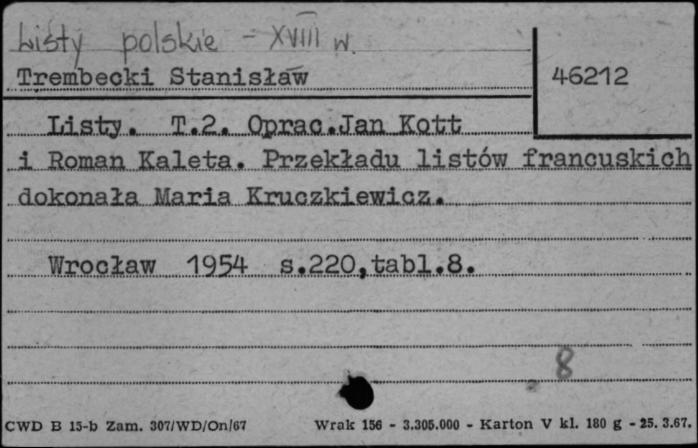 Listy polskie - XVIII w.
Trembecki Stanisław
46212
Listy. T.2. Oprac.Jan Kott
i Roman Kaleta. Przekładu listów francuskich
dokonała Maria Kruczkiewicz.
Wrocław 1954 s.220,tabl.8.
8
CWD B 15-b Zam. 307/WD/On/67 Wrak 156 - 3.305.000 - Karton V kl. 180 g - 25. 3.67.